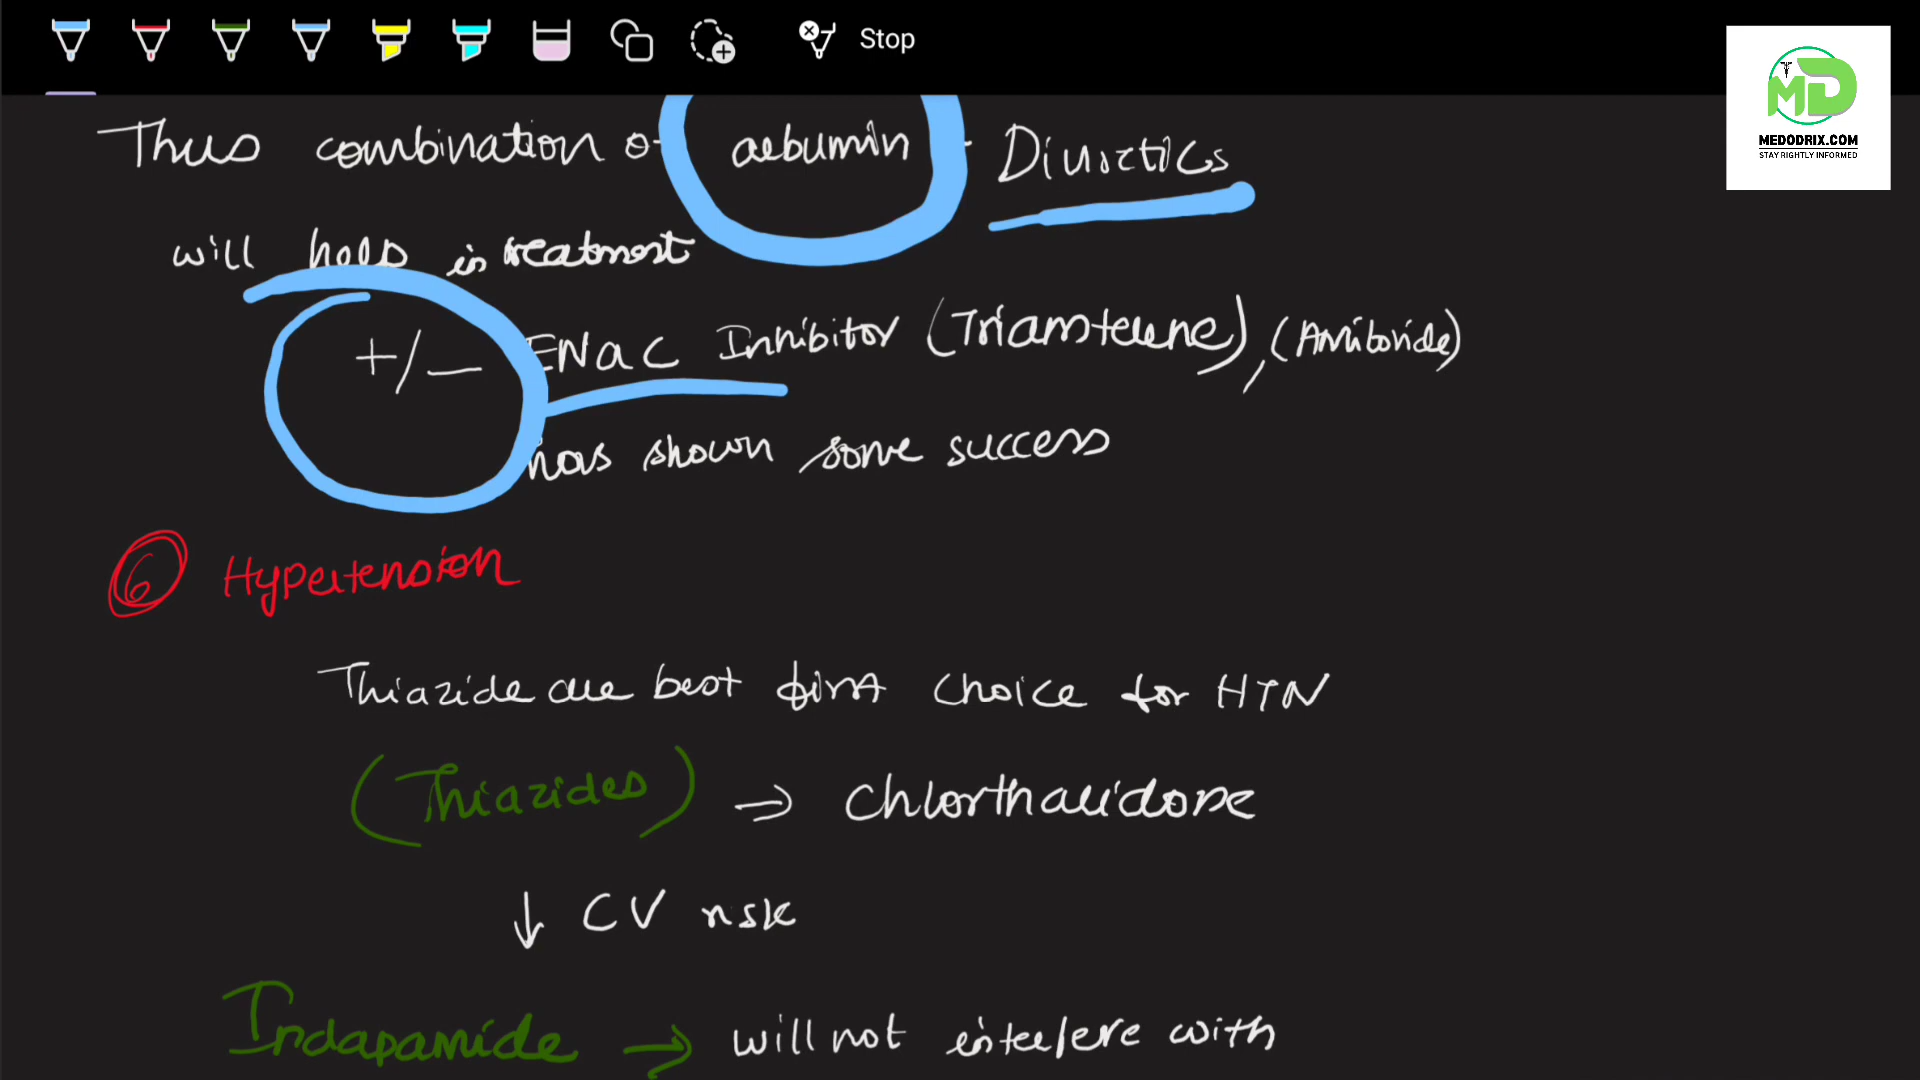 Stop
MD
MEDODRIX.COM
STAY RIGHTLY INFORMED
Thus combination o albumin Diuretics
will help in treatment
+/- ENaC Inhibitor (Triamterene), (Amiloride)
has shown some success
6 Hypertension
Thiazide are best first choice for HTN
(Thiazides) ⇒ Chlorthalidone
↓ CV risk
Indapamide → will not interfere with